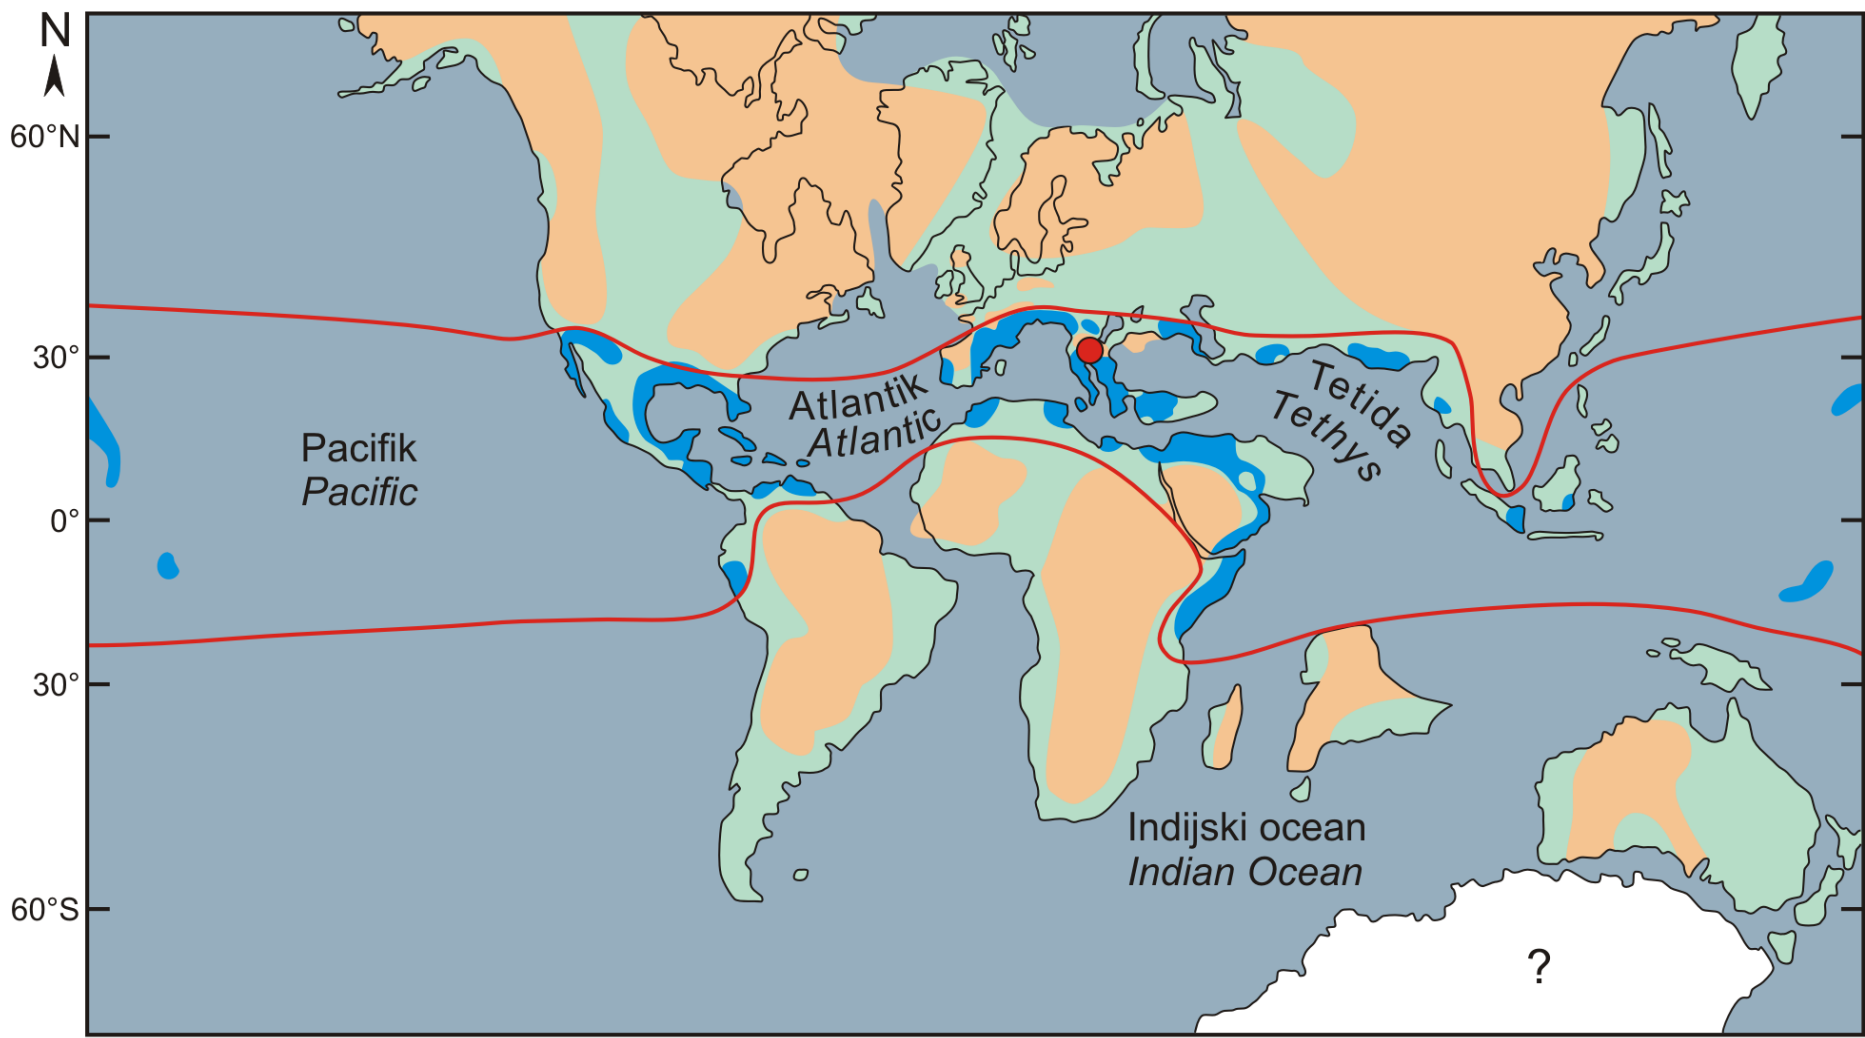 N
60°N
30°
0°
30°
60°S
Pacifik
Pacific
Atlantik
Atlantic
Tetida
Tethys
Indijski ocean
Indian Ocean
?